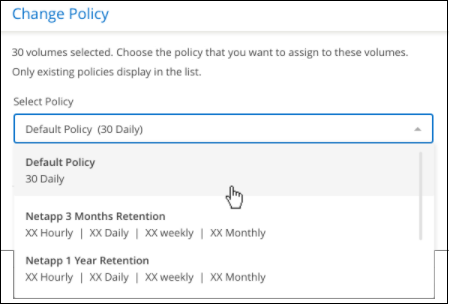 Change Policy
30 volumes selected. Choose the policy that you want to assign to these volumes.
Only existing policies display in the list.
Select Policy
Default Policy (30 Daily)
Default Policy
30 Daily
Netapp 3 Months Retention
XX Hourly | XX Daily | XX weekly | XX Monthly
Netapp 1 Year Retention
XX Hourly | XX Daily | XX weekly | XX Monthly